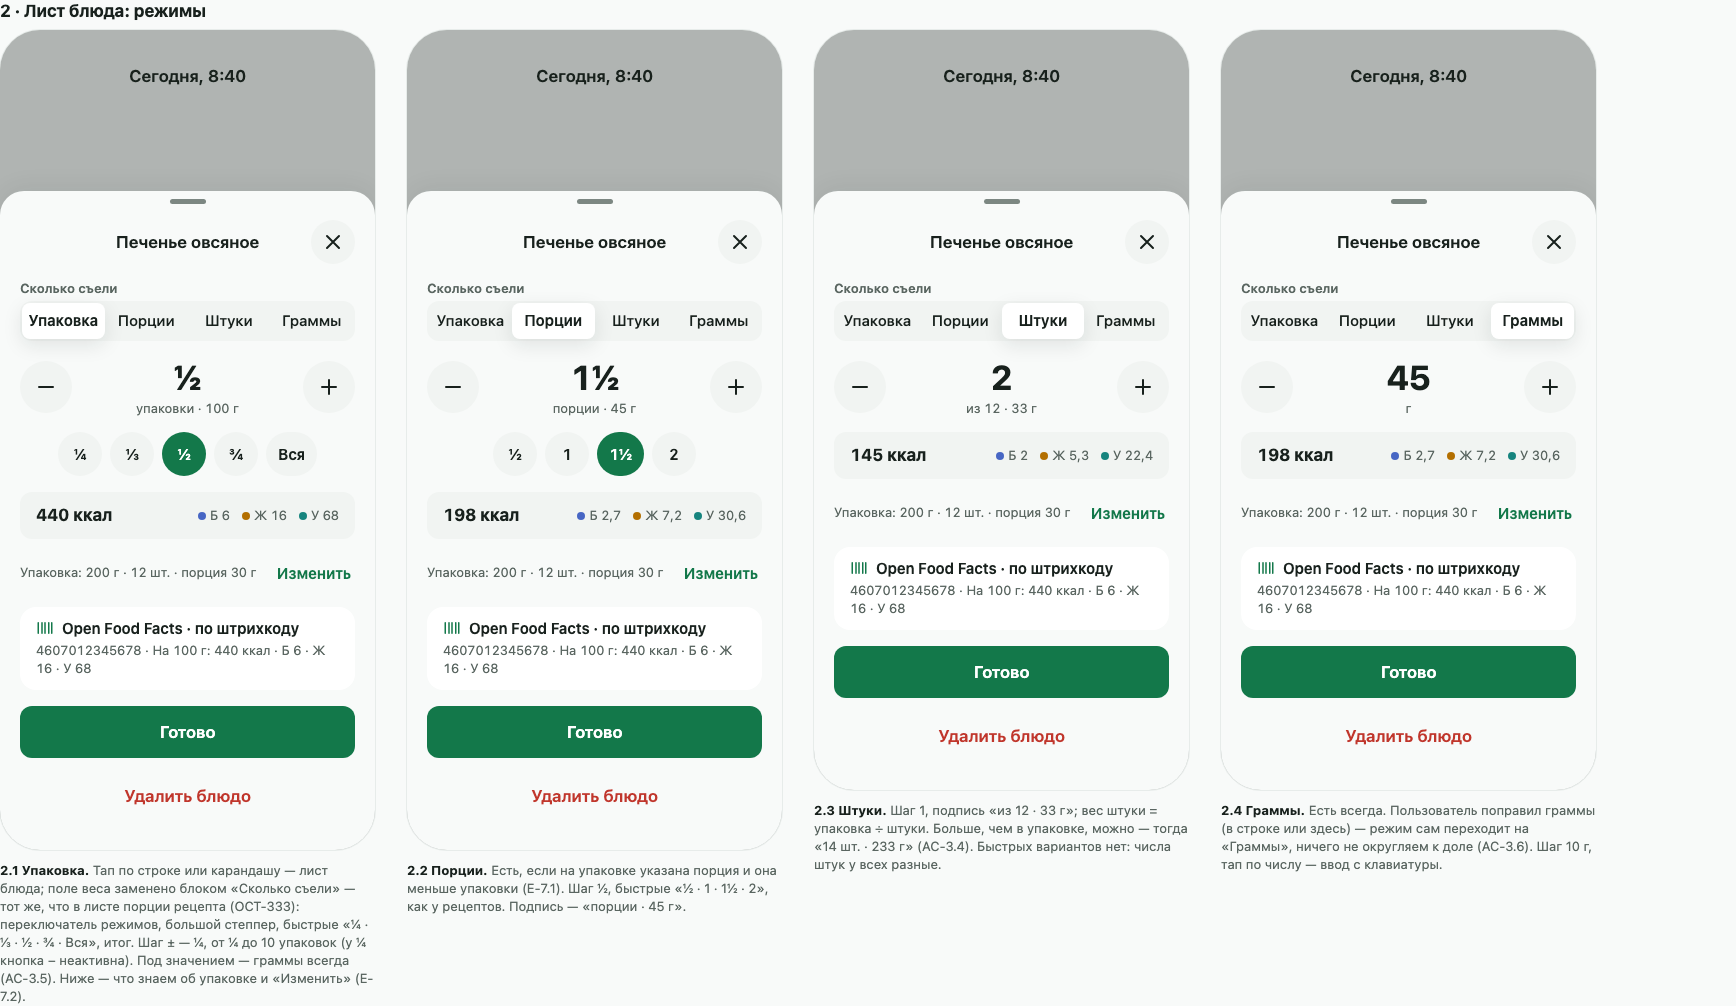 2 · Лист блюда: режимы
Сегодня, 8:40
Печенье овсяное
Сколько съели
Упаковка Порции Штуки Граммы
− ½ +
упаковки · 100 г
¼ ⅓ ½ ¾ Вся
440 ккал Б 6 Ж 16 У 68
Упаковка: 200 г · 12 шт. · порция 30 г Изменить
Open Food Facts · по штрихкоду
4607012345678 · На 100 г: 440 ккал · Б 6 · Ж
16 · У 68
Готово
Удалить блюдо
2.1 Упаковка. Тап по строке или карандашу — лист
блюда; поле веса заменено блоком «Сколько съели» —
тот же, что в листе порции рецепта (ОСТ-333):
переключатель режимов, большой степпер, быстрые «¼ ·
⅓ · ½ · ¾ · Вся», итог. Шаг ± — ¼, от ¼ до 10 упаковок (у ¼
кнопка − неактивна). Под значением — граммы всегда
(АС-3.5). Ниже — что знаем об упаковке и «Изменить» (Е-
7.2).
Сегодня, 8:40
Печенье овсяное
Сколько съели
Упаковка Порции Штуки Граммы
− 1½ +
порции · 45 г
½ 1 1½ 2
198 ккал Б 2,7 Ж 7,2 У 30,6
Упаковка: 200 г · 12 шт. · порция 30 г Изменить
Open Food Facts · по штрихкоду
4607012345678 · На 100 г: 440 ккал · Б 6 · Ж
16 · У 68
Готово
Удалить блюдо
2.2 Порции. Есть, если на упаковке указана порция и она
меньше упаковки (Е-7.1). Шаг ½, быстрые «½ · 1 · 1½ · 2»,
как у рецептов. Подпись — «порции · 45 г».
Сегодня, 8:40
Печенье овсяное
Сколько съели
Упаковка Порции Штуки Граммы
− 2 +
из 12 · 33 г
145 ккал Б 2 Ж 5,3 У 22,4
Упаковка: 200 г · 12 шт. · порция 30 г Изменить
Open Food Facts · по штрихкоду
4607012345678 · На 100 г: 440 ккал · Б 6 · Ж
16 · У 68
Готово
Удалить блюдо
2.3 Штуки. Шаг 1, подпись «из 12 · 33 г»; вес штуки =
упаковка ÷ штуки. Больше, чем в упаковке, можно — тогда
«14 шт. · 233 г» (АС-3.4). Быстрых вариантов нет: числа
штук у всех разные.
Сегодня, 8:40
Печенье овсяное
Сколько съели
Упаковка Порции Штуки Граммы
− 45 +
г
198 ккал Б 2,7 Ж 7,2 У 30,6
Упаковка: 200 г · 12 шт. · порция 30 г Изменить
Open Food Facts · по штрихкоду
4607012345678 · На 100 г: 440 ккал · Б 6 · Ж
16 · У 68
Готово
Удалить блюдо
2.4 Граммы. Есть всегда. Пользователь поправил граммы
(в строке или здесь) — режим сам переходит на
«Граммы», ничего не округляем к доле (АС-3.6). Шаг 10 г,
тап по числу — ввод с клавиатуры.